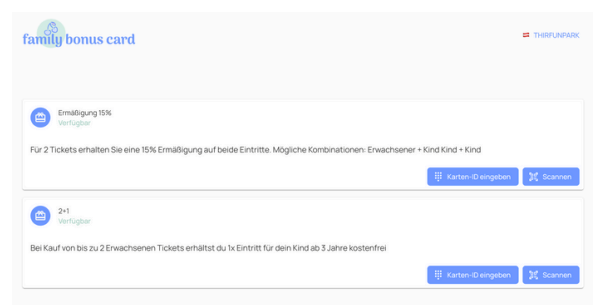 family bonus card
THIRFUNPARK
Ermäßigung 15%
Verfügbar
Für 2 Tickets erhalten Sie eine 15% Ermäßigung auf beide Eintritte. Mögliche Kombinationen: Erwachsener + Kind Kind + Kind
Karten-ID eingeben Scannen
2+1
Verfügbar
Bei Kauf von bis zu 2 Erwachsenen Tickets erhältst du 1x Eintritt für dein Kind ab 3 Jahre kostenfrei
Karten-ID eingeben Scannen